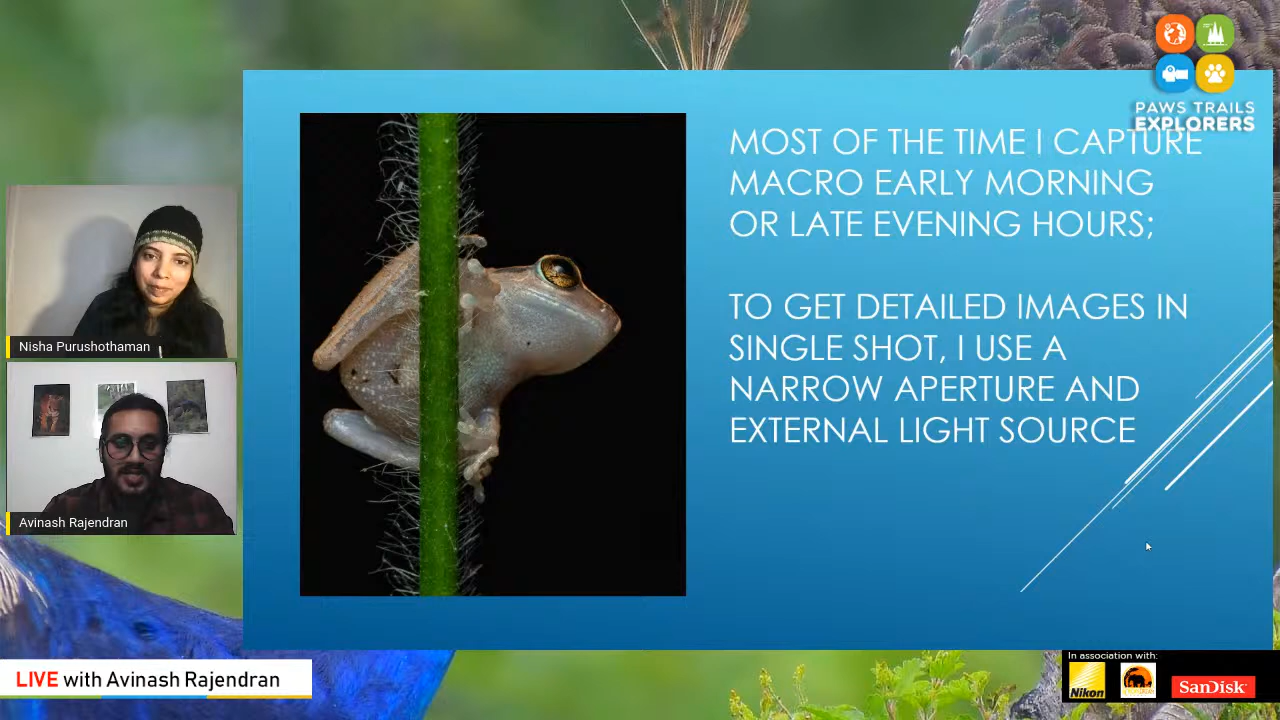 PAWS TRAILS
EXPLORERS
MOST OF THE TIME I CAPTURE
MACRO EARLY MORNING
OR LATE EVENING HOURS;
TO GET DETAILED IMAGES IN
SINGLE SHOT, I USE A
NARROW APERTURE AND
EXTERNAL LIGHT SOURCE
Nisha Purushothaman
Avinash Rajendran
LIVE with Avinash Rajendran
In association with:
Nikon
SanDisk